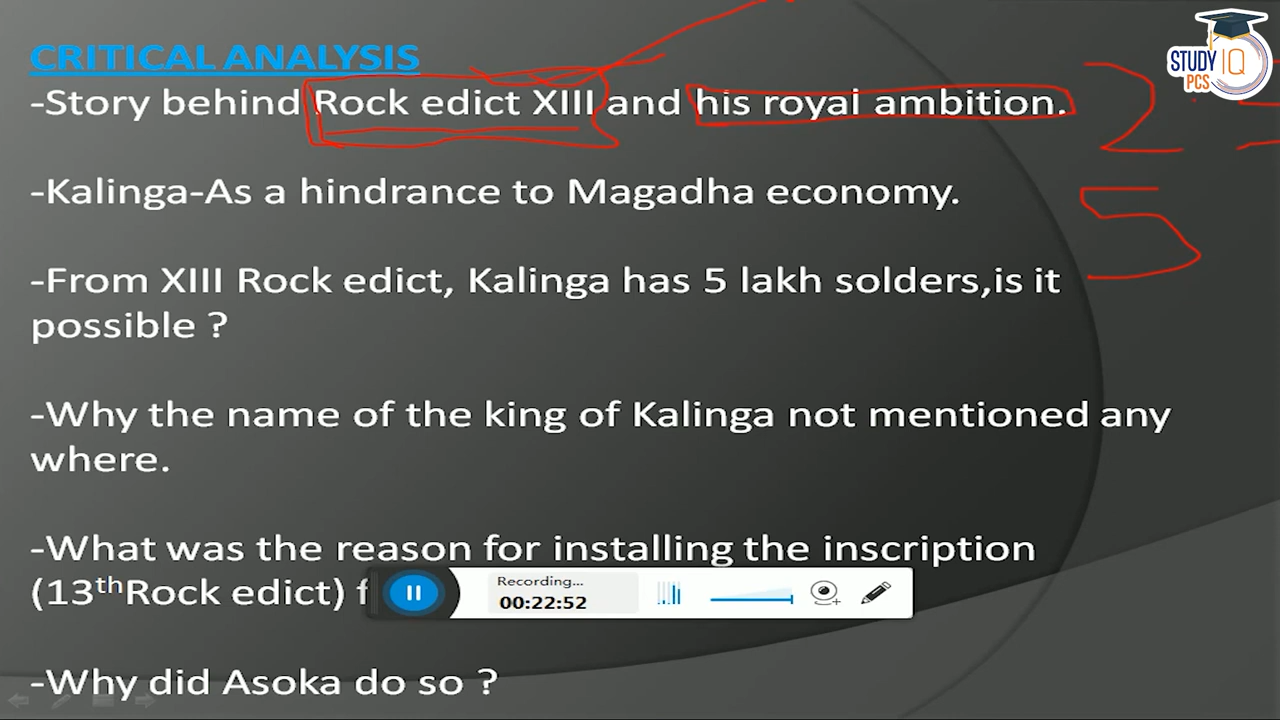 CRITICAL ANALYSIS
-Story behind Rock edict XIII and his royal ambition.
-Kalinga-As a hindrance to Magadha economy.
-From XIII Rock edict, Kalinga has 5 lakh solders,is it
possible ?
-Why the name of the king of Kalinga not mentioned any
where.
-What was the reason for installing the inscription
(13thRock edict)
-Why did Asoka do so ?
Recording...
00:22:52
STUDY IQ
PCS
2
5